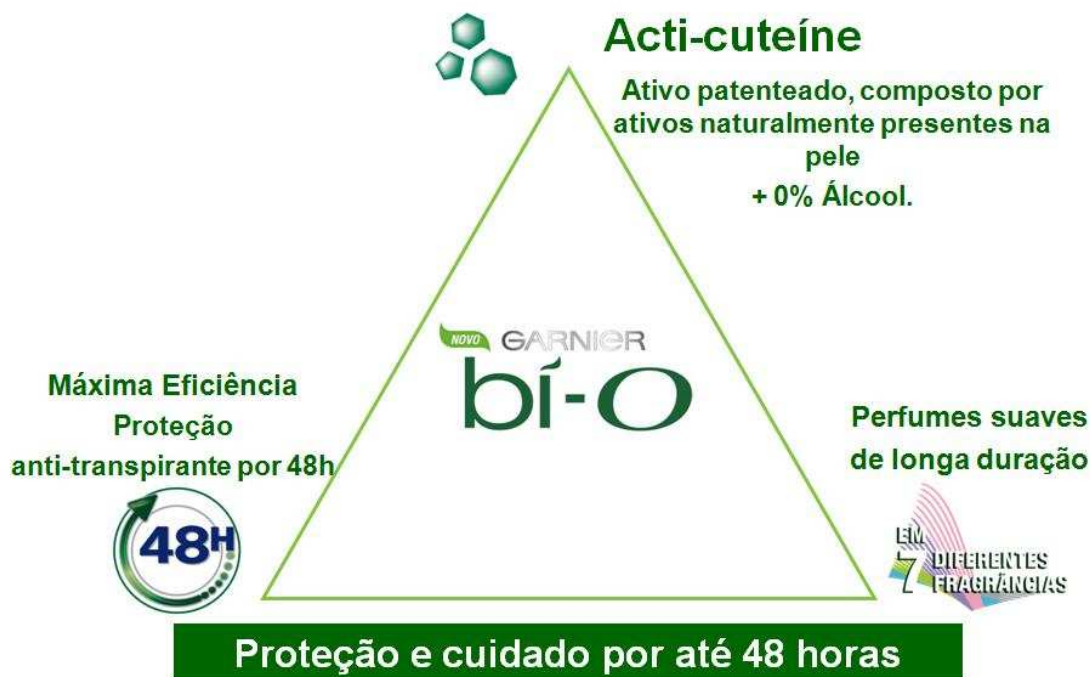 Acti-cuteíne
Ativo patenteado, composto por
ativos naturalmente presentes na
pele
+ 0% Álcool.
NOVO GARNIER
bí-O
Máxima Eficiência
Proteção
anti-transpirante por 48h
48H
Perfumes suaves
de longa duração
EM
7 DIFERENTES
FRAGRÂNCIAS
Proteção e cuidado por até 48 horas